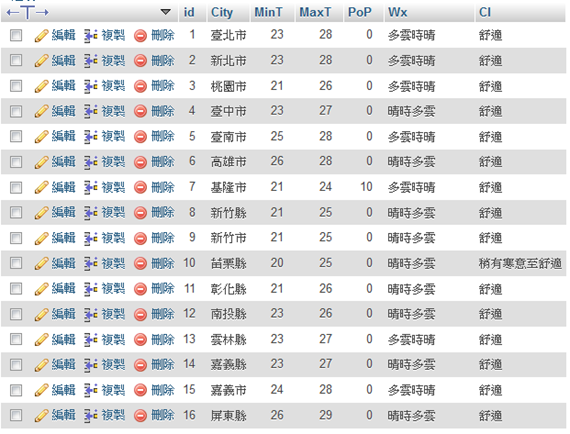 id City MinT MaxT PoP Wx CI
編輯 複製 刪除 1 臺北市 23 28 0 多雲時晴 舒適
編輯 複製 刪除 2 新北市 23 28 0 多雲時晴 舒適
編輯 複製 刪除 3 桃園市 21 26 0 多雲時晴 舒適
編輯 複製 刪除 4 臺中市 23 27 0 晴時多雲 舒適
編輯 複製 刪除 5 臺南市 25 28 0 多雲時晴 舒適
編輯 複製 刪除 6 高雄市 26 28 0 晴時多雲 舒適
編輯 複製 刪除 7 基隆市 21 24 10 多雲時晴 舒適
編輯 複製 刪除 8 新竹縣 21 25 0 晴時多雲 舒適
編輯 複製 刪除 9 新竹市 21 25 0 晴時多雲 舒適
編輯 複製 刪除 10 苗栗縣 20 25 0 晴時多雲 稍有寒意至舒適
編輯 複製 刪除 11 彰化縣 21 26 0 晴時多雲 舒適
編輯 複製 刪除 12 南投縣 23 26 0 晴時多雲 舒適
編輯 複製 刪除 13 雲林縣 23 27 0 多雲時晴 舒適
編輯 複製 刪除 14 嘉義縣 23 27 0 晴時多雲 舒適
編輯 複製 刪除 15 嘉義市 24 28 0 多雲時晴 舒適
編輯 複製 刪除 16 屏東縣 26 29 0 晴時多雲 舒適